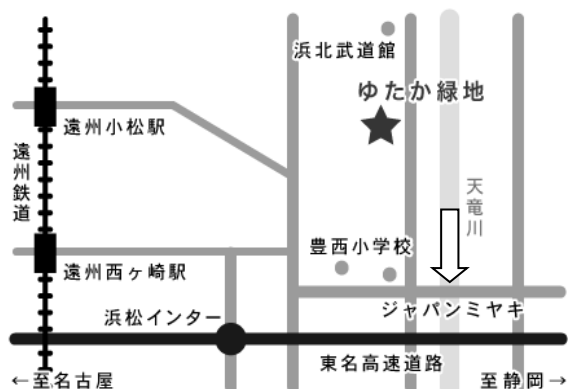 浜北武道館
ゆたか緑地
遠州小松駅
遠州鉄道
天竜川
豊西小学校
遠州西ヶ崎駅
ジャパンミヤキ
浜松インター
東名高速道路
←至名古屋
至静岡→